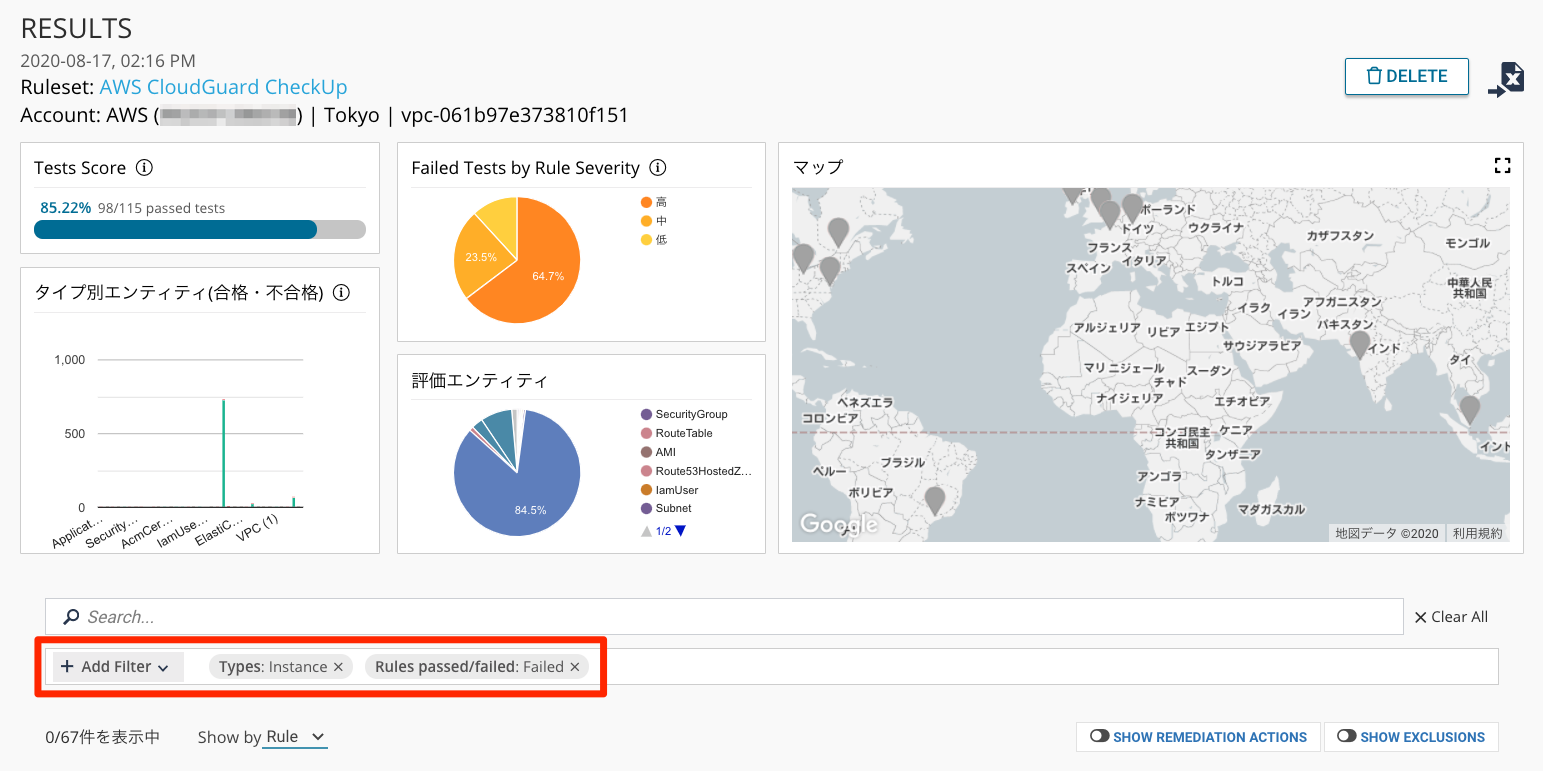 RESULTS
2020-08-17, 02:16 PM
Ruleset: AWS CloudGuard CheckUp
Account: AWS ( ) | Tokyo | vpc-061b97e373810f151
DELETE
Tests Score
85.22% 98/115 passed tests
タイプ別エンティティ(合格・不合格)
1,000
500
0
Applicat...
Security...
AcmCer...
IamUse...
ElastiC...
VPC (1)
Failed Tests by Rule Severity
高
中
低
23.5%
64.7%
評価エンティティ
SecurityGroup
RouteTable
AMI
Route53HostedZ...
IamUser
Subnet
84.5%
1/2
マップ
ポーランド
ドイツ
ウクライナ
カザフスタン
モンゴル
フランス
イタリア
スペイン
トルコ
中華人民
共和国
イラク
イラン
アフガニスタン
パキスタン
アルジェリア
リビア
エジプト
サウジアラビア
インド
タイ
マリ
ニジェール
スーダン
チャド
ナイジェリア
エチオピア
ベネズエラ
コロンビア
コンゴ民主
共和国
ケニア
インド
タンザニア
ペルー
ブラジル
アンゴラ
ボリビア
ナミビア
ボツワナ
マダガスカル
Google
地図データ ©2020
利用規約
Search...
Clear All
Add Filter
Types: Instance
Rules passed/failed: Failed
0/67件を表示中
Show by Rule
SHOW REMEDIATION ACTIONS
SHOW EXCLUSIONS